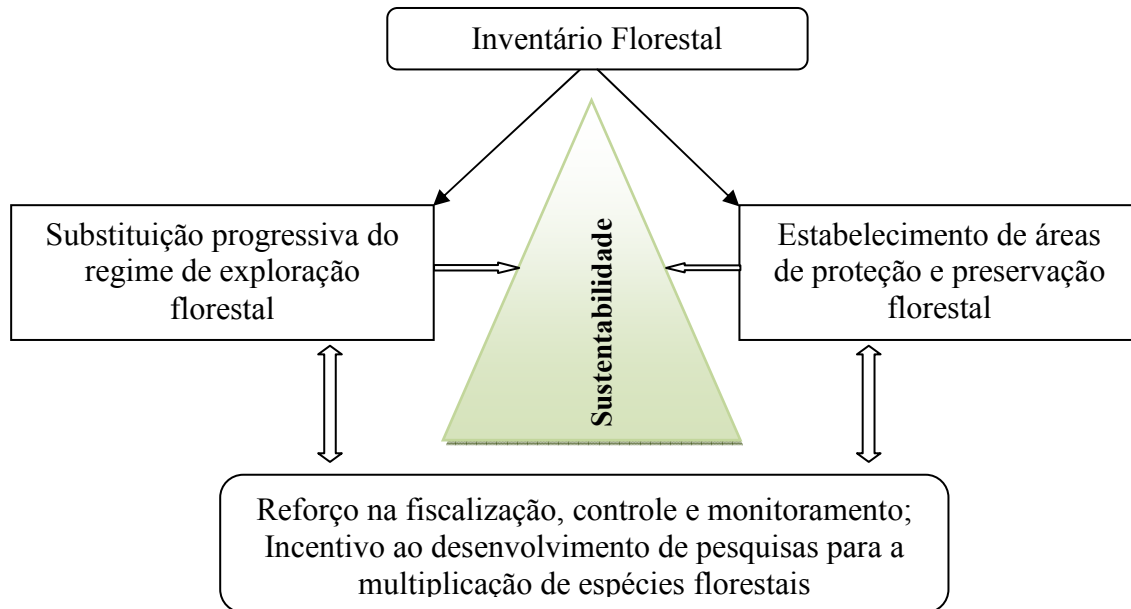 Inventário Florestal
Substituição progressiva do
regime de exploração
florestal
Sustentabilidade
Estabelecimento de áreas
de proteção e preservação
florestal
Reforço na fiscalização, controle e monitoramento;
Incentivo ao desenvolvimento de pesquisas para a
multiplicação de espécies florestais